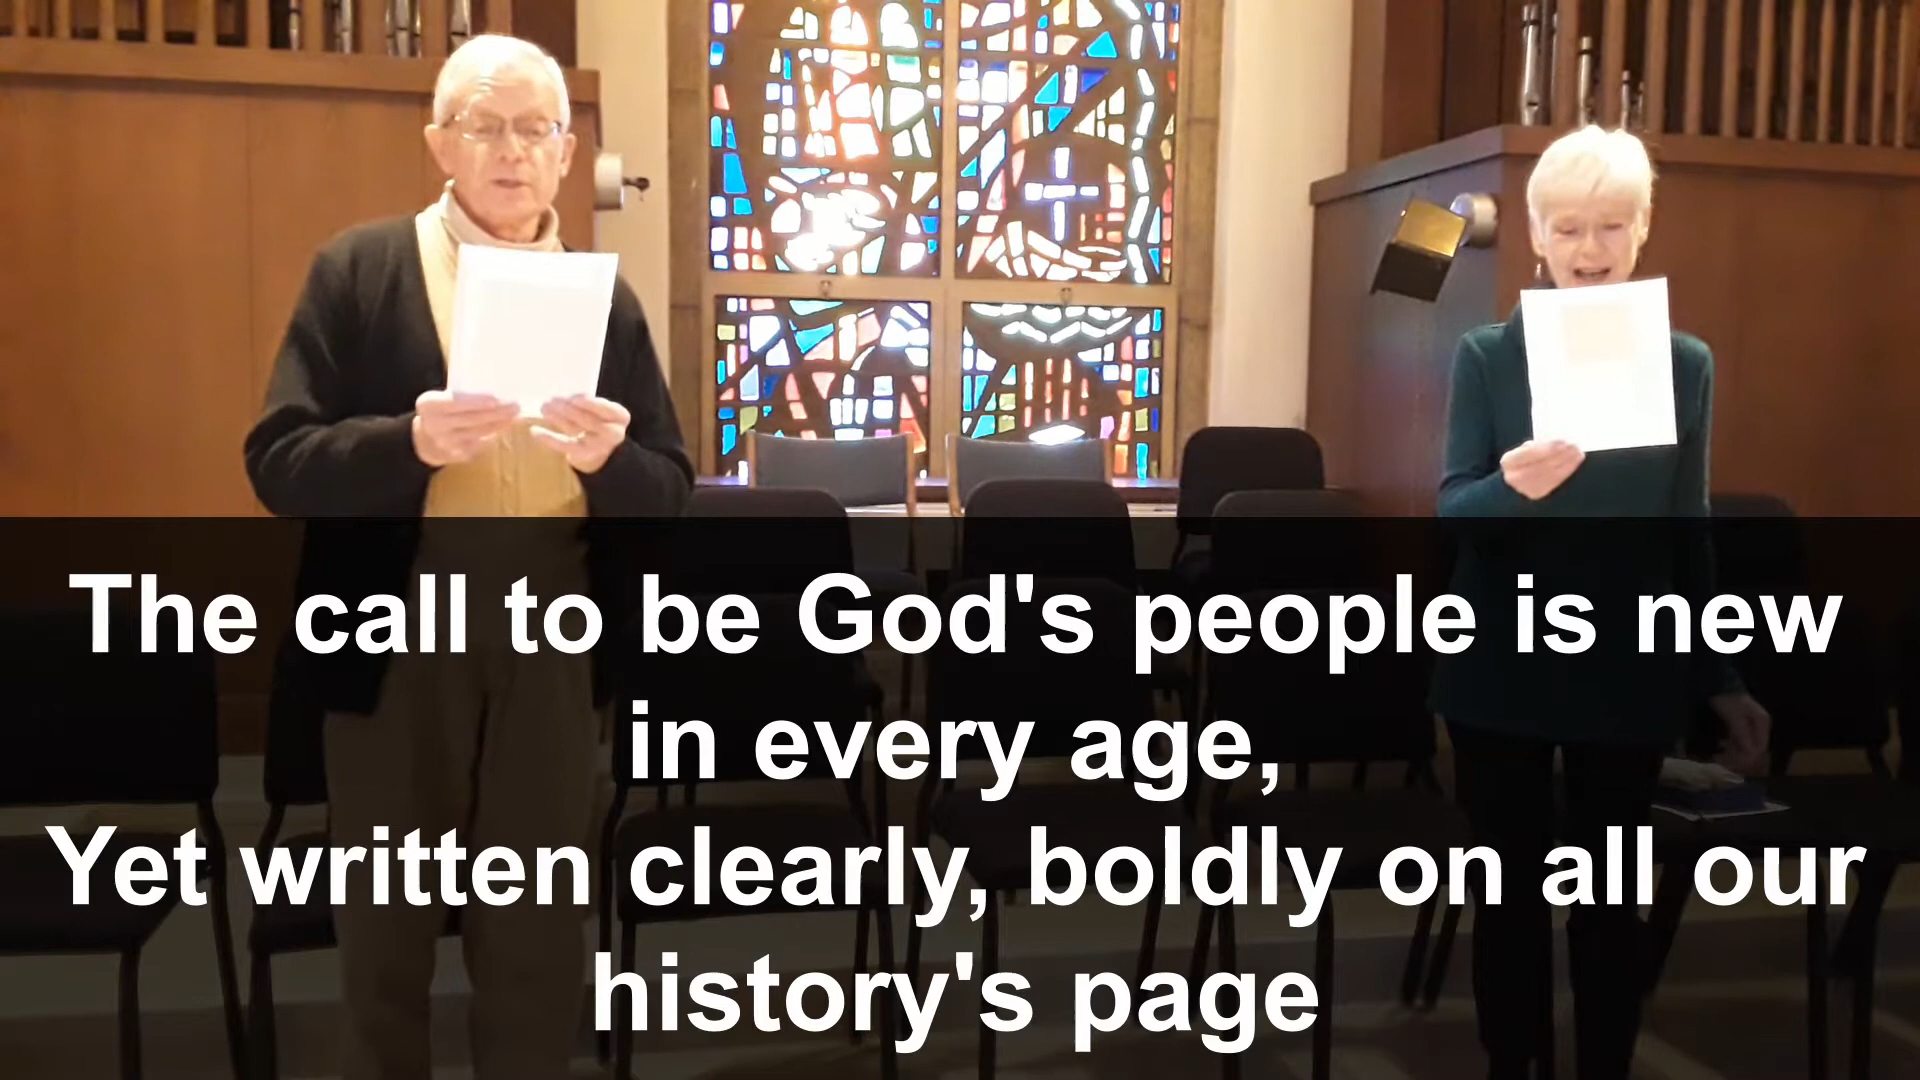 The call to be God's people is new
in every age,
Yet written clearly, boldly on all our
history's page